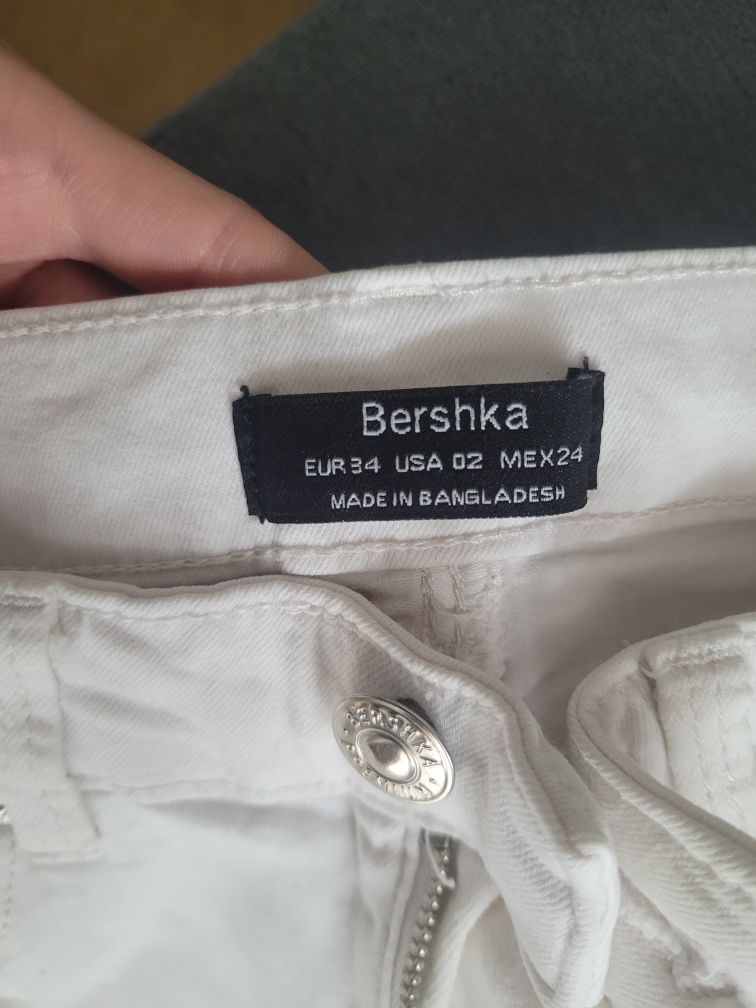 Bershka
EUR 34 USA 02 MEX 24
MADE IN BANGLADESH
BERSHKA